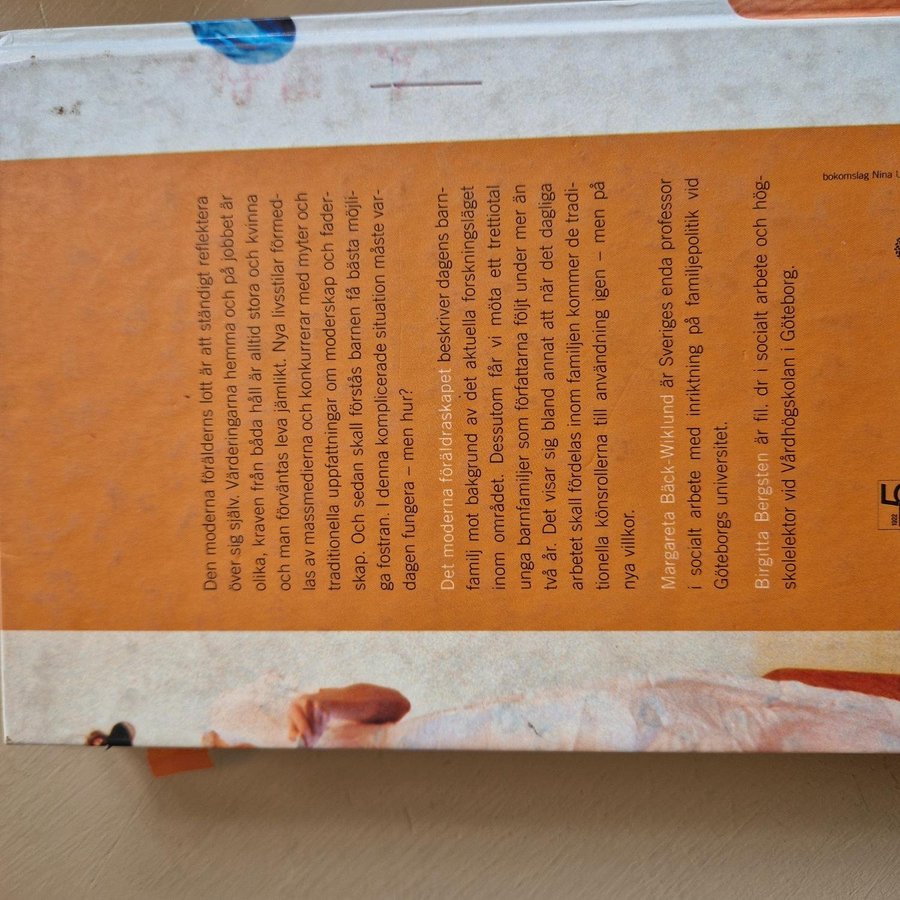 Den moderna förälderns lott är att ständigt reflektera
över sig själv. Värderingarna hemma och på jobbet är
olika, kraven från båda håll är alltid stora och kvinna
och man förväntas leva jämlikt. Nya livsstilar förmed-
las av massmedierna och konkurrerar med myter och
traditionella uppfattningar om moderskap och fader-
skap. Och sedan skall förstås barnen få bästa möjli-
ga fostran. I denna komplicerade situation måste var-
dagen fungera – men hur?
Det moderna föräldraskapet beskriver dagens barn-
familj mot bakgrund av det aktuella forskningsläget
inom området. Dessutom får vi möta ett trettiotal
unga barnfamiljer som författarna följt under mer än
två år. Det visar sig bland annat att när det dagliga
arbetet skall fördelas inom familjen kommer de tradi-
tionella könsrollerna till användning igen – men på
nya villkor.
Margareta Bäck-Wiklund är Sveriges enda professor
i socialt arbete med inriktning på familjepolitik vid
Göteborgs universitet.
Birgitta Bergsten är fil. dr i socialt arbete och hög-
skolelektor vid Vårdhögskolan i Göteborg.
bokomslag Nina